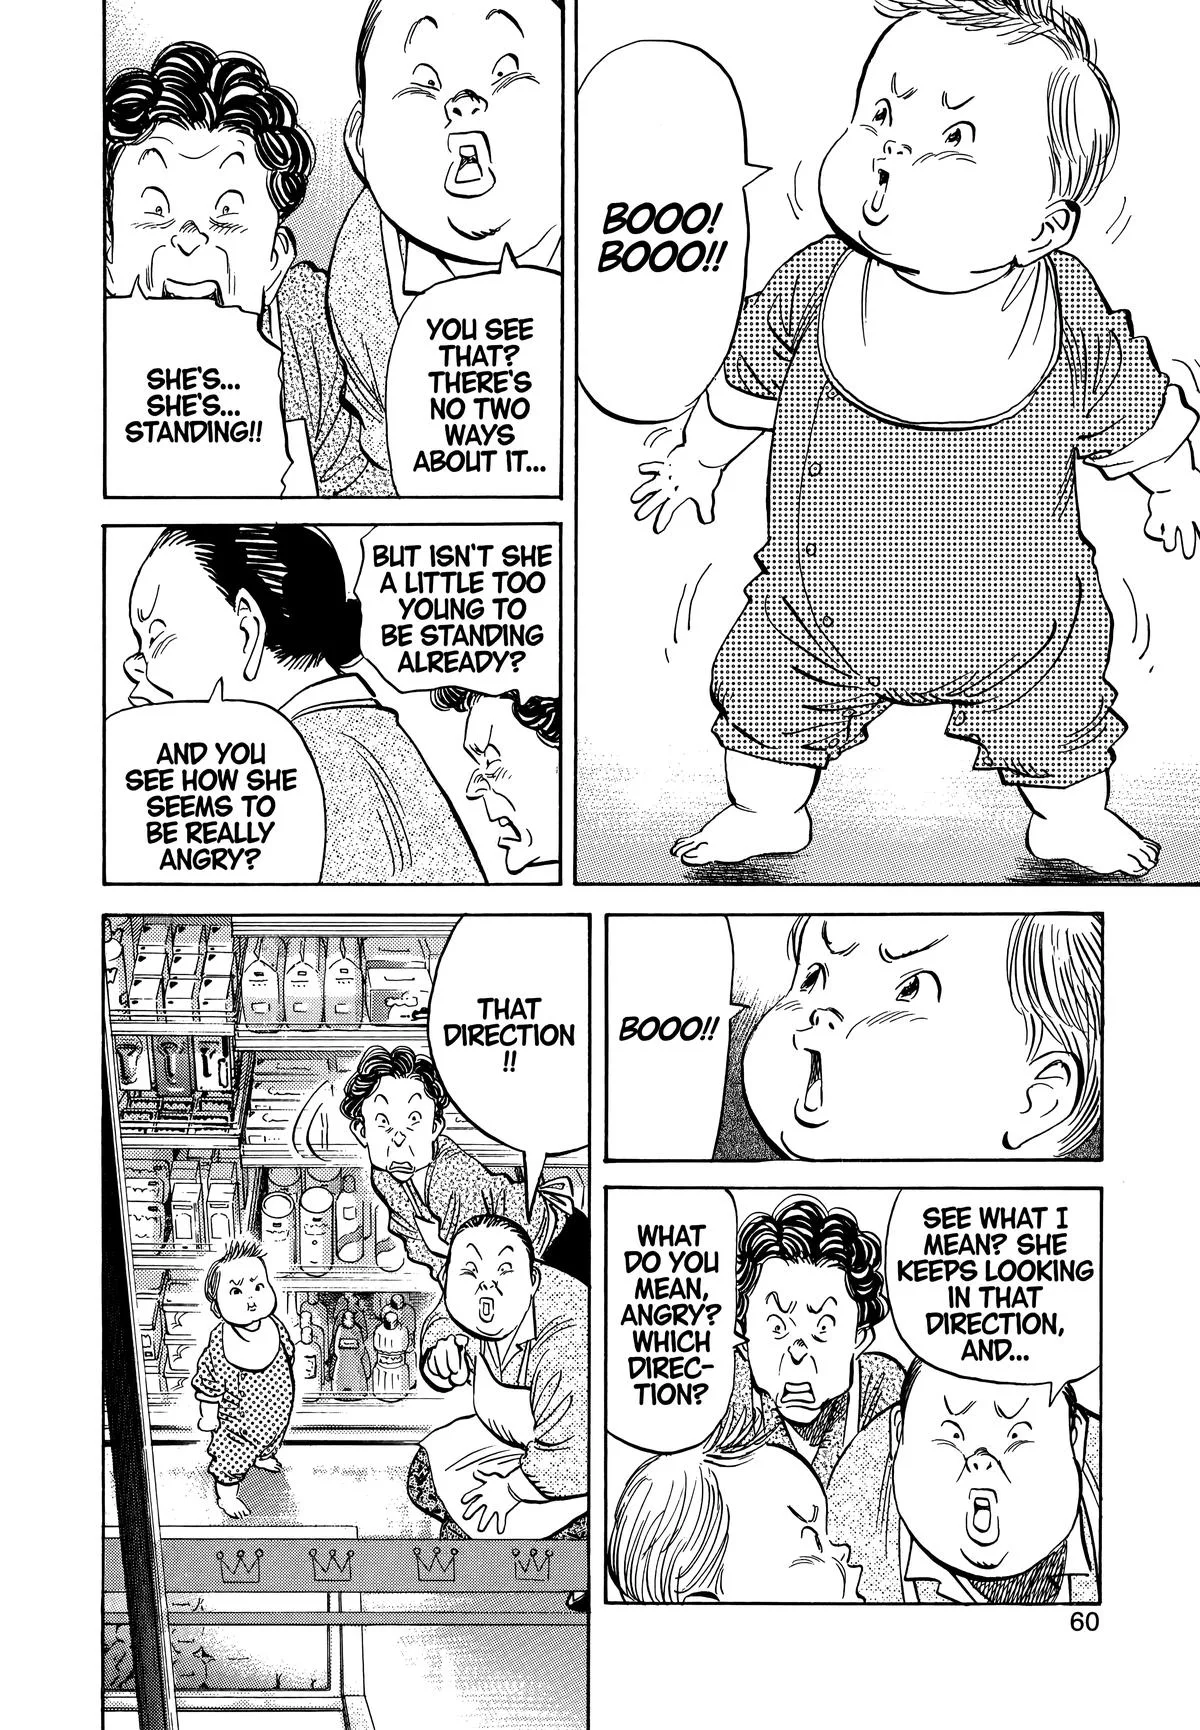 BOOO!
BOOO!!
YOU SEE
THAT?
THERE'S
NO TWO
WAYS
ABOUT IT...
SHE'S...
SHE'S...
STANDING!!
BUT ISN'T SHE
A LITTLE TOO
YOUNG TO
BE STANDING
ALREADY?
AND YOU
SEE HOW SHE
SEEMS TO
BE REALLY
ANGRY?
BOOO!!
SEE WHAT I
MEAN? SHE
KEEPS LOOKING
IN THAT
DIRECTION,
AND...
WHAT
DO YOU
MEAN,
ANGRY?
WHICH
DIREC-
TION?
THAT
DIRECTION
!!
60